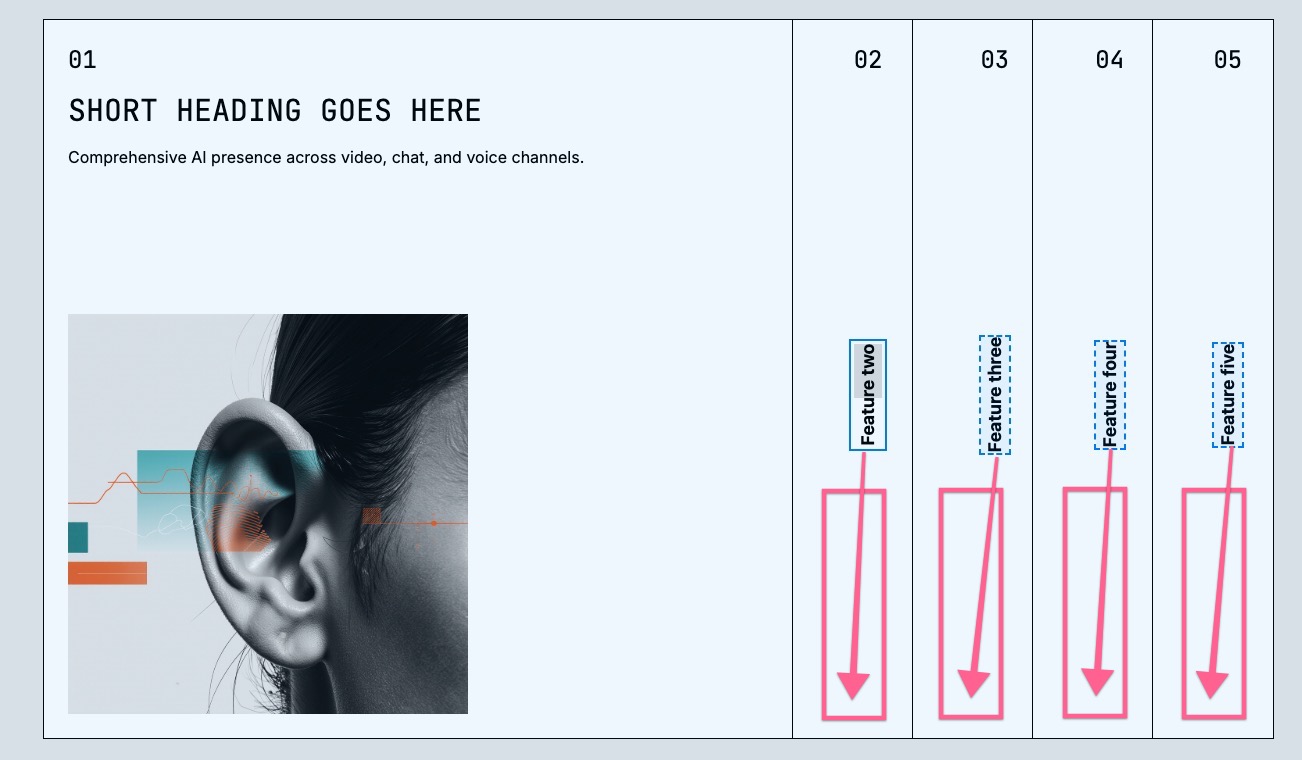 01
SHORT HEADING GOES HERE
Comprehensive AI presence across video, chat, and voice channels.
02
Feature two
03
Feature three
04
Feature four
05
Feature five